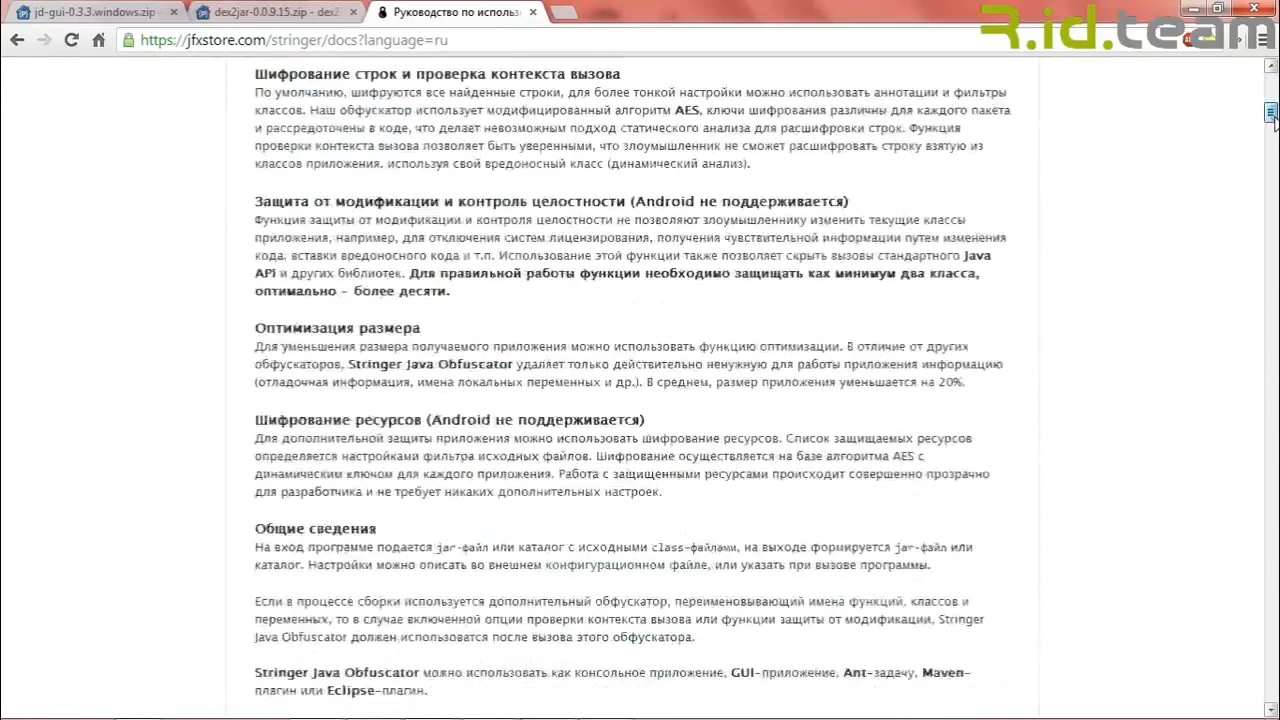 jd-gui-0.3.3.windows.zip -
dex2jar-0.0.9.15.zip - dex2
Руководство по использ
R.id.team
https://jfxstore.com/stringer/docs?language=ru
Шифрование строк и проверка контекста вызова
По умолчанию, шифруются все найденные строки, для более тонкой настройки можно использовать аннотации и фильтры
классов. Наш обфускатор использует модифицированный алгоритм AES, ключи шифрования различны для каждого пакета
и рассредоточены в коде, что делает невозможным подход статического анализа для расшифровки строк. Функция
проверки контекста вызова позволяет быть уверенными, что злоумышленник не сможет расшифровать строку взятую из
классов приложения, используя свой вредоносный класс (динамический анализ).
Защита от модификации и контроль целостности (Android не поддерживается)
Функция защиты от модификации и контроля целостности не позволяют злоумышленнику изменить текущие классы
приложения, например, для отключения систем лицензирования, получения чувствительной информации путем изменения
кода, вставки вредоносного кода и т.п. Использование этой функции также позволяет скрыть вызовы стандартного Java
API и других библиотек. Для правильной работы функции необходимо защищать как минимум два класса,
оптимально – более десяти.
Оптимизация размера
Для уменьшения размера получаемого приложения можно использовать функцию оптимизации. В отличие от других
обфускаторов, Stringer Java Obfuscator удаляет только действительно ненужную для работы приложения информацию
(отладочная информация, имена локальных переменных и др.). В среднем, размер приложения уменьшается на 20%.
Шифрование ресурсов (Android не поддерживается)
Для дополнительной защиты приложения можно использовать шифрование ресурсов. Список защищаемых ресурсов
определяется настройками фильтра исходных файлов. Шифрование осуществляется на базе алгоритма AES с
динамическим ключом для каждого приложения. Работа с защищенными ресурсами происходит совершенно прозрачно
для разработчика и не требует никаких дополнительных настроек.
Общие сведения
На вход программе подается jar-файл или каталог с исходными class-файлами, на выходе формируется jar-файл или
каталог. Настройки можно описать во внешнем конфигурационном файле, или указать при вызове программы.
Если в процессе сборки используется дополнительный обфускатор, переименовывающий имена функций, классов и
переменных, то в случае включенной опции проверки контекста вызова или функции защиты от модификации, Stringer
Java Obfuscator должен использоватся после вызова этого обфускатора.
Stringer Java Obfuscator можно использовать как консольное приложение, GUI-приложение, Ant-задачу, Maven-
плагин или Eclipse-плагин.